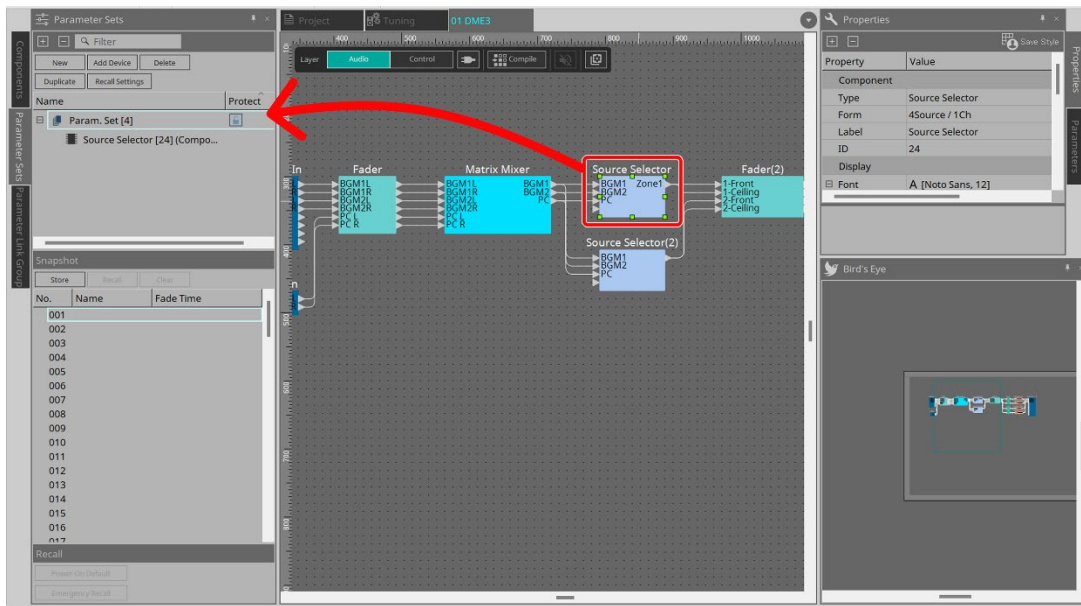 Parameter Sets
Filter
New Add Device Delete
Duplicate Recall Settings
Name Protect
Param. Set [4]
Source Selector [24] (Compo...
Components
Parameter Sets
Parameter Link Group
Snapshot
Store Recall Clear
No. Name Fade Time
001
002
003
004
005
006
007
008
009
010
011
012
013
014
015
016
017
Recall
Power On Default
Emergency Recall
Project Tuning 01 DME3
400 500 600 700 800 900 1000
Layer Audio Control Compile
300
400
500
600
700
800
In
Fader
BGM1L
BGM1R
BGM2L
BGM2R
PC L
PC R
Matrix Mixer
BGM1L BGM1
BGM1R BGM2
BGM2L PC
BGM2R
PC L
PC R
Source Selector
BGM1 Zone1
BGM2
PC
Source Selector(2)
BGM1
BGM2
PC
Fader(2)
1-Front
1-Ceiling
2-Front
2-Ceiling
n
Properties
Save Style
Property Value
Component
Type Source Selector
Form 4Source / 1Ch
Label Source Selector
ID 24
Display
Font A [Noto Sans, 12]
Properties
Parameters
Bird's Eye